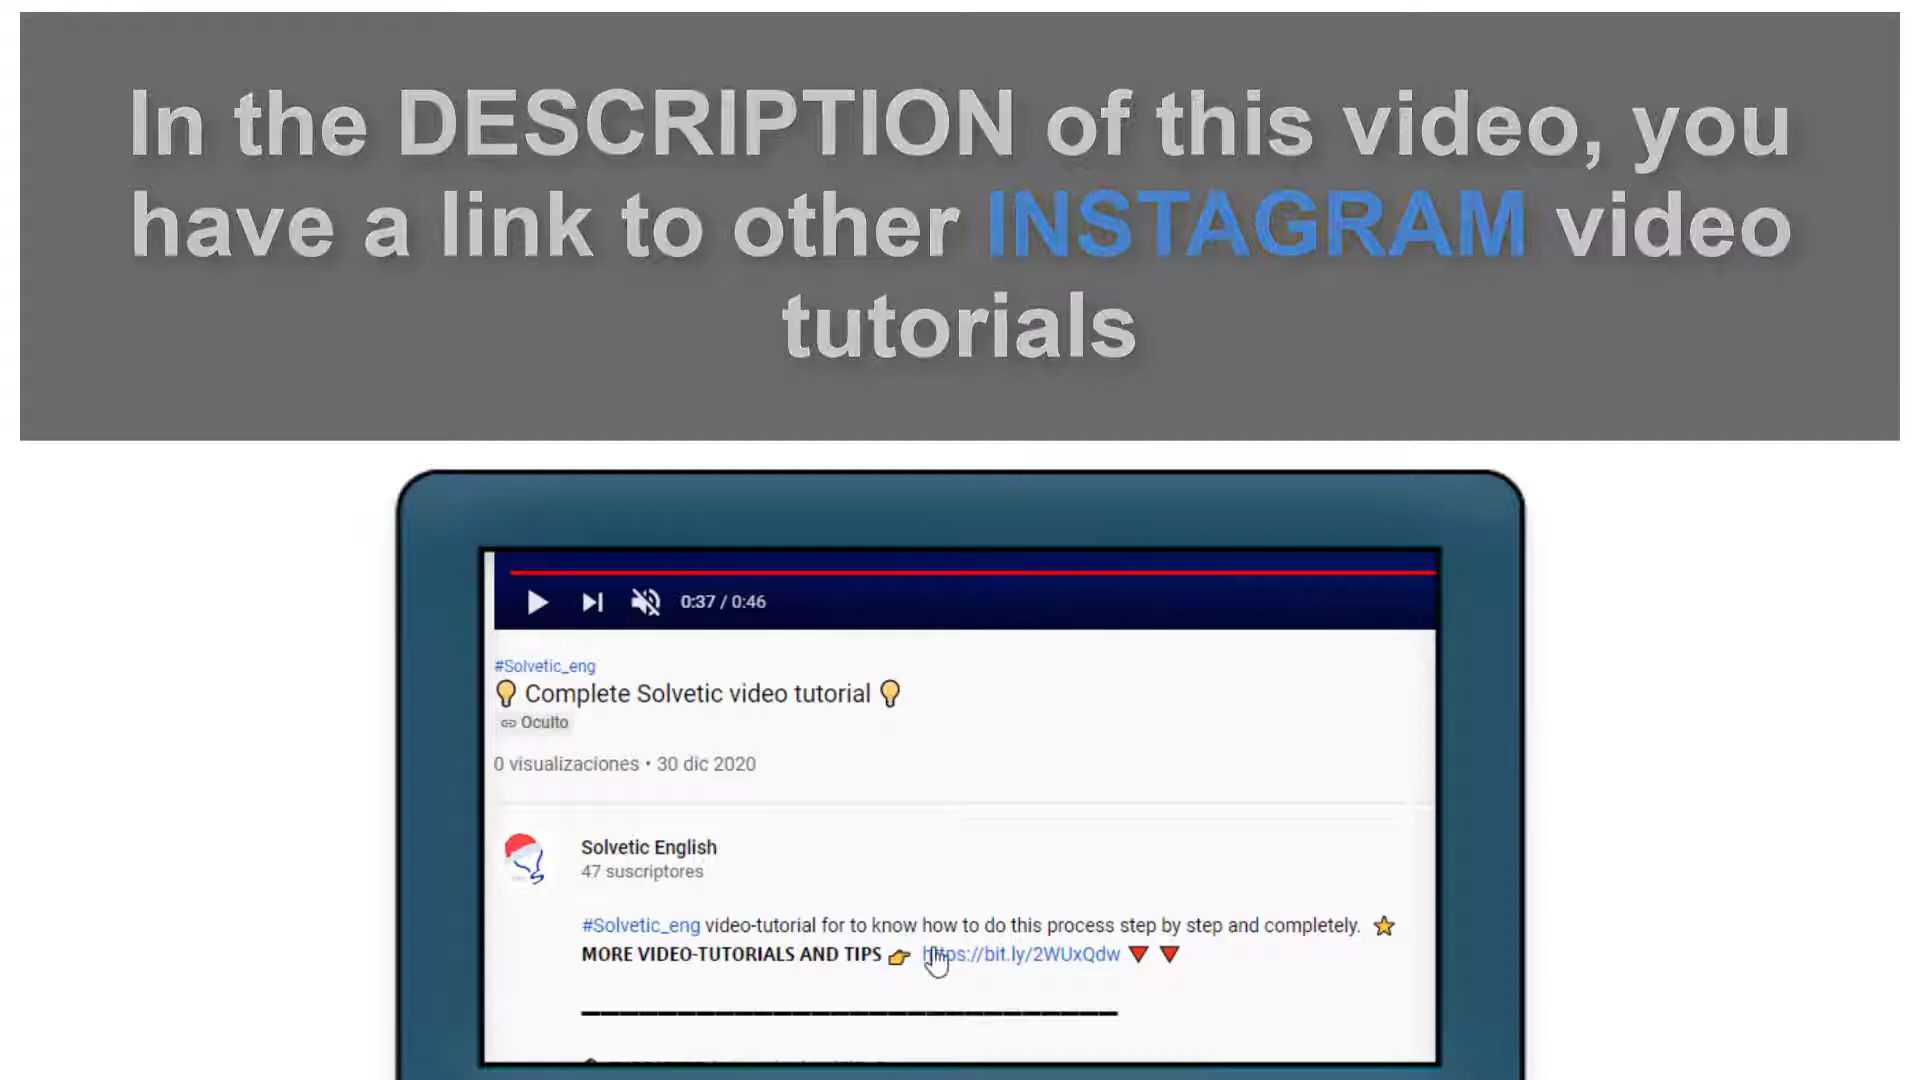 In the DESCRIPTION of this video, you
have a link to other INSTAGRAM video
tutorials
0:37 / 0:46
#Solvetic_eng
Complete Solvetic video tutorial
Oculto
0 visualizaciones • 30 dic 2020
Solvetic English
47 suscriptores
#Solvetic_eng video-tutorial for to know how to do this process step by step and completely.
MORE VIDEO-TUTORIALS AND TIPS https://bit.ly/2WUxQdw